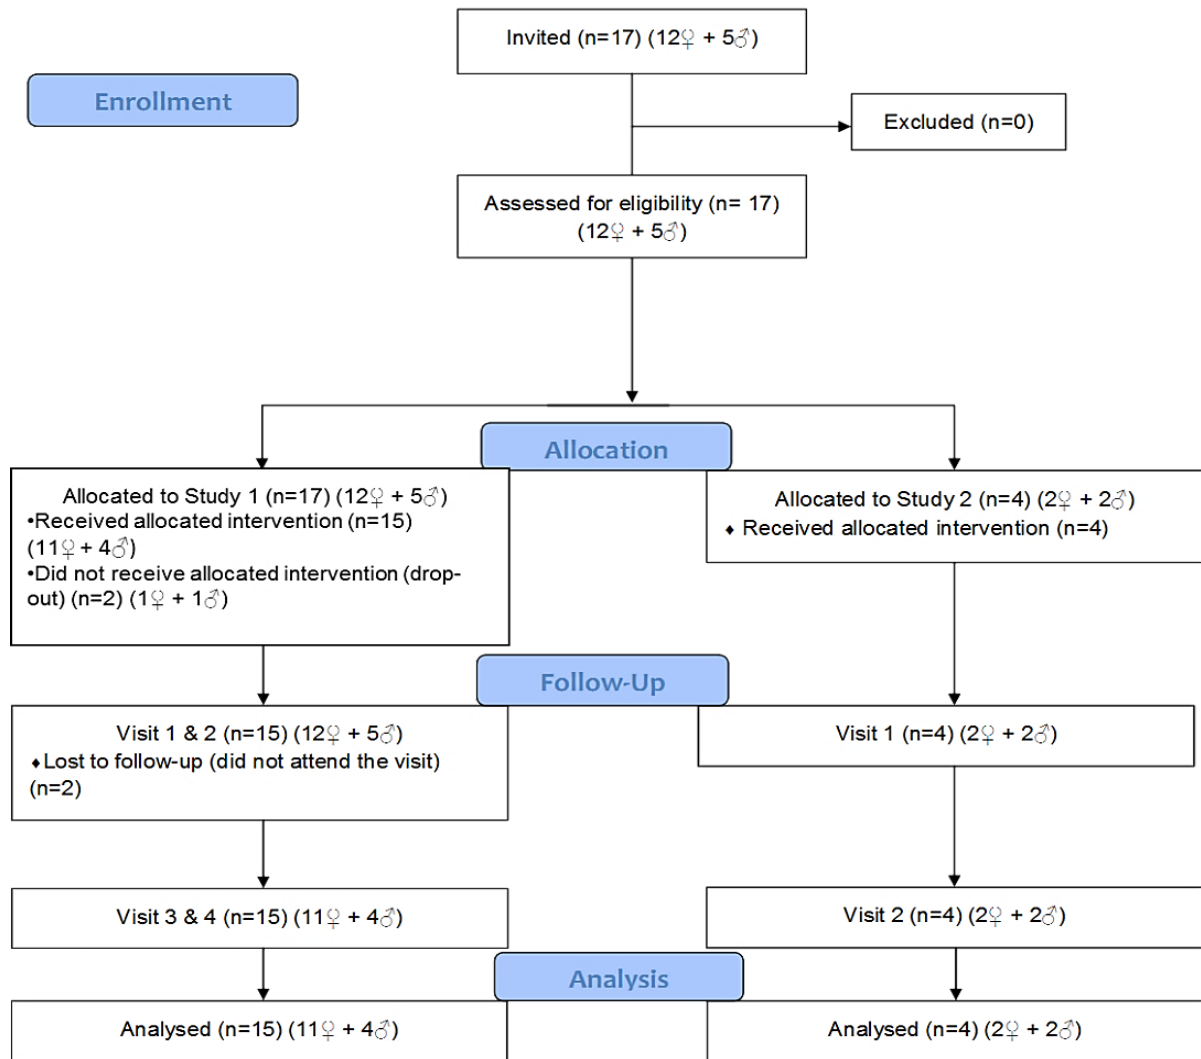 Invited (n=17) (12♀ + 5♂)
Enrollment
Excluded (n=0)
Assessed for eligibility (n= 17)
(12♀ + 5♂)
Allocation
Allocated to Study 1 (n=17) (12♀ + 5♂)
•Received allocated intervention (n=15)
(11♀ + 4♂)
•Did not receive allocated intervention (drop-
out) (n=2) (1♀ + 1♂)
Allocated to Study 2 (n=4) (2♀ + 2♂)
♦ Received allocated intervention (n=4)
Follow-Up
Visit 1 & 2 (n=15) (12♀ + 5♂)
♦Lost to follow-up (did not attend the visit)
(n=2)
Visit 1 (n=4) (2♀ + 2♂)
Visit 3 & 4 (n=15) (11♀ + 4♂)
Visit 2 (n=4) (2♀ + 2♂)
Analysis
Analysed (n=15) (11♀ + 4♂)
Analysed (n=4) (2♀ + 2♂)